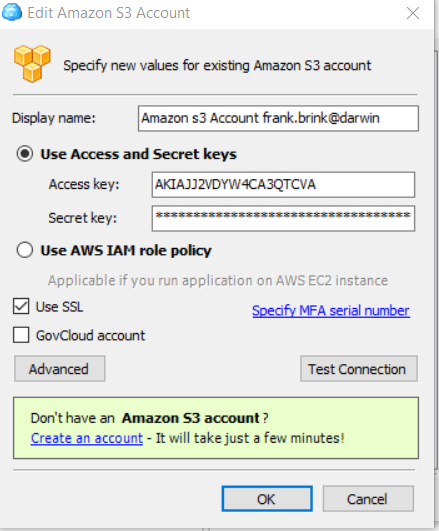 Edit Amazon S3 Account
Specify new values for existing Amazon S3 account
Display name: Amazon s3 Account frank.brink@darwin
Use Access and Secret keys
Access key: AKIAJJ2VDYW4CA3QTCVA
Secret key: **********************************
Use AWS IAM role policy
Applicable if you run application on AWS EC2 instance
Use SSL
Specify MFA serial number
GovCloud account
Advanced Test Connection
Don't have an Amazon S3 account?
Create an account - It will take just a few minutes!
OK Cancel